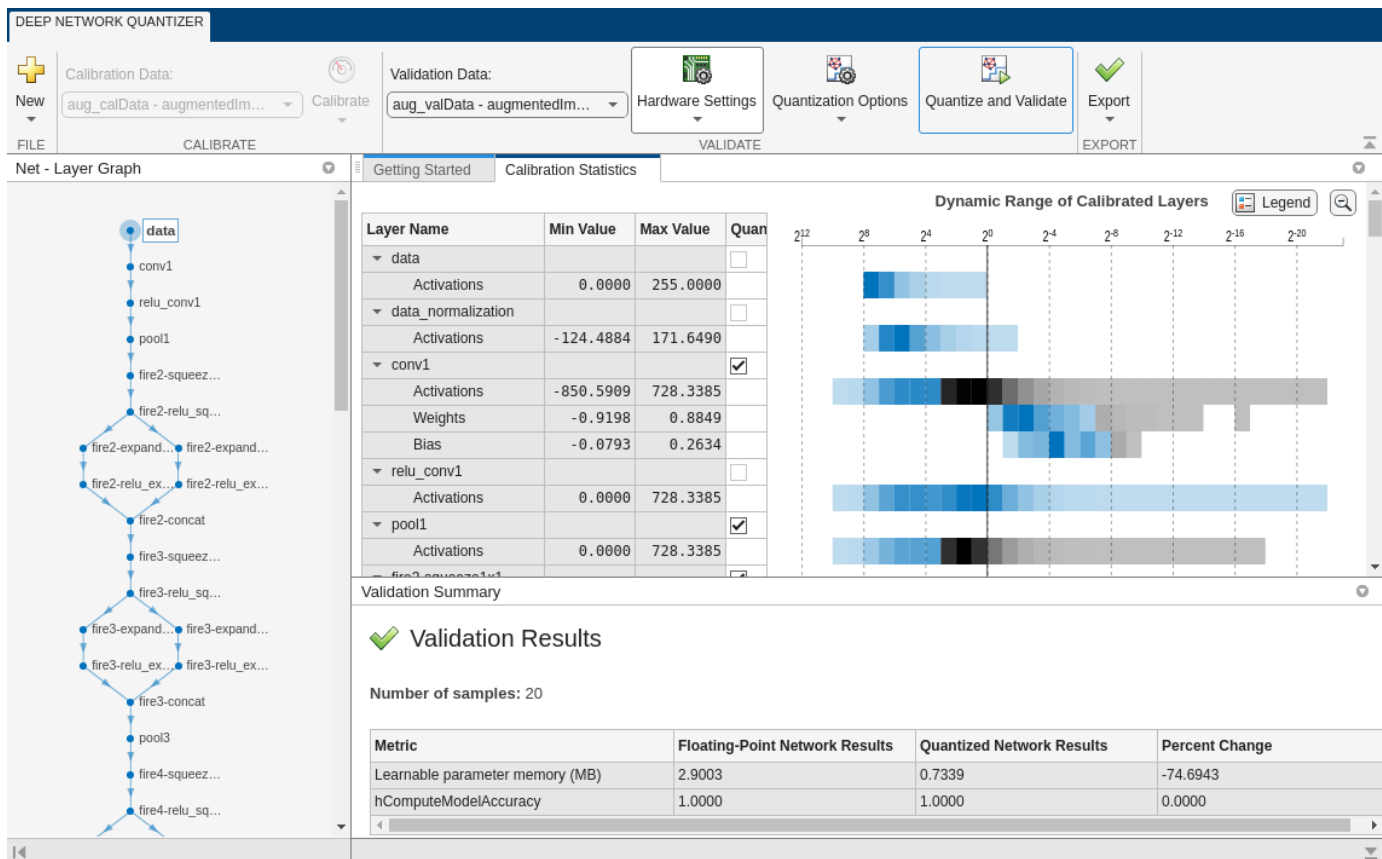 DEEP NETWORK QUANTIZER
New
FILE
Calibration Data:
aug_calData - augmentedIm...
Calibrate
CALIBRATE
Validation Data:
aug_valData - augmentedIm...
Hardware Settings
Quantization Options
Quantize and Validate
VALIDATE
Export
EXPORT
Net - Layer Graph
data
conv1
relu_conv1
pool1
fire2-squeez...
fire2-relu_sq...
fire2-expand... fire2-expand...
fire2-relu_ex... fire2-relu_ex...
fire2-concat
fire3-squeez...
fire3-relu_sq...
fire3-expand... fire3-expand...
fire3-relu_ex... fire3-relu_ex...
fire3-concat
pool3
fire4-squeez...
fire4-relu_sq...
Getting Started Calibration Statistics
Dynamic Range of Calibrated Layers Legend
Layer Name Min Value Max Value Quan
2^12 2^8 2^4 2^0 2^-4 2^-8 2^-12 2^-16 2^-20
data
Activations 0.0000 255.0000
data_normalization
Activations -124.4884 171.6490
conv1
Activations -850.5909 728.3385
Weights -0.9198 0.8849
Bias -0.0793 0.2634
relu_conv1
Activations 0.0000 728.3385
pool1
Activations 0.0000 728.3385
fire2-squeeze1x1
Validation Summary
Validation Results
Number of samples: 20
Metric Floating-Point Network Results Quantized Network Results Percent Change
Learnable parameter memory (MB) 2.9003 0.7339 -74.6943
hComputeModelAccuracy 1.0000 1.0000 0.0000